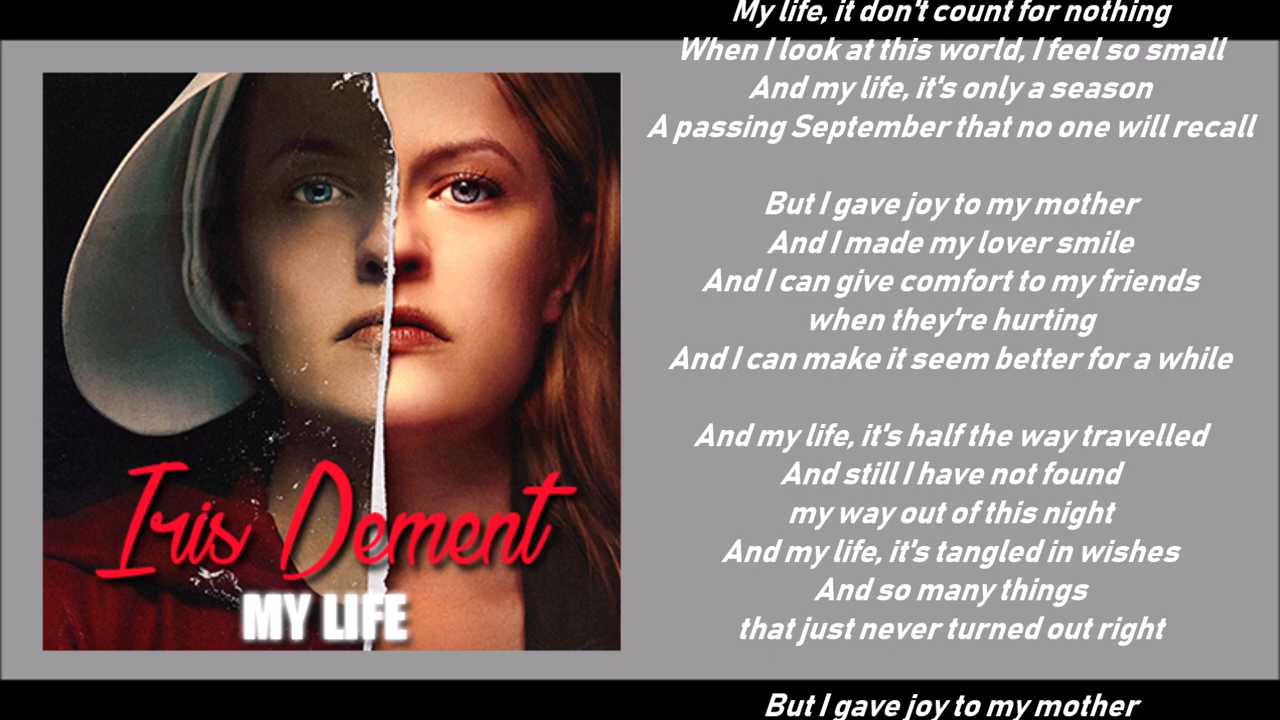 Iris Dement
MY LIFE
My life, it don't count for nothing
When I look at this world, I feel so small
And my life, it's only a season
A passing September that no one will recall
But I gave joy to my mother
And I made my lover smile
And I can give comfort to my friends
when they're hurting
And I can make it seem better for a while
And my life, it's half the way travelled
And still I have not found
my way out of this night
And my life, it's tangled in wishes
And so many things
that just never turned out right
But I gave joy to my mother